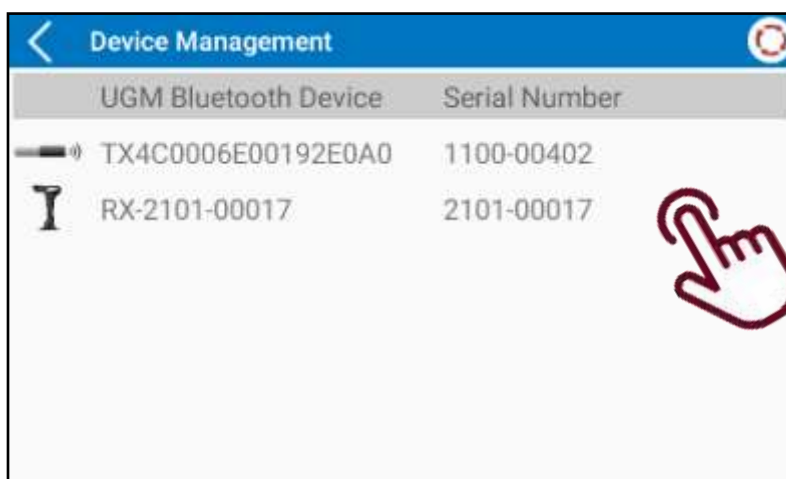 Device Management
UGM Bluetooth Device Serial Number
TX4C0006E00192E0A0 1100-00402
RX-2101-00017 2101-00017